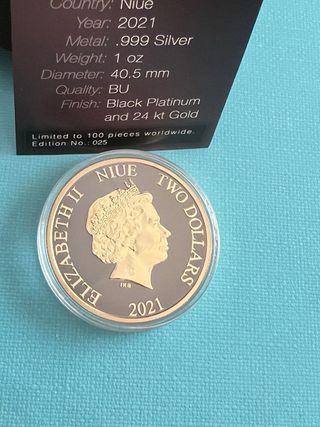 Country: Niue
Year: 2021
Metal: .999 Silver
Weight: 1 oz
Diameter: 40.5 mm
Quality: BU
Finish: Black Platinum
and 24 kt Gold
Limited to 100 pieces worldwide.
Edition No.: 025
ELIZABETH II NIUE TWO DOLLARS
IRB
2021